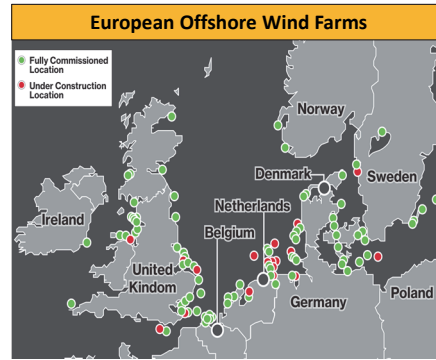 European Offshore Wind Farms
Fully Commissioned
Location
Under Construction
Location
Norway
Denmark
Sweden
Netherlands
Ireland
Belgium
United
Kindkom
Germany
Poland